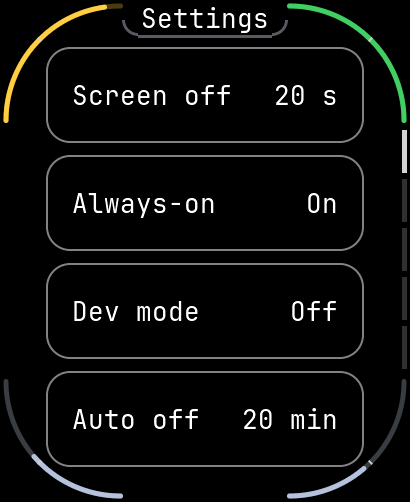 Settings
Screen off 20 s
Always-on On
Dev mode Off
Auto off 20 min